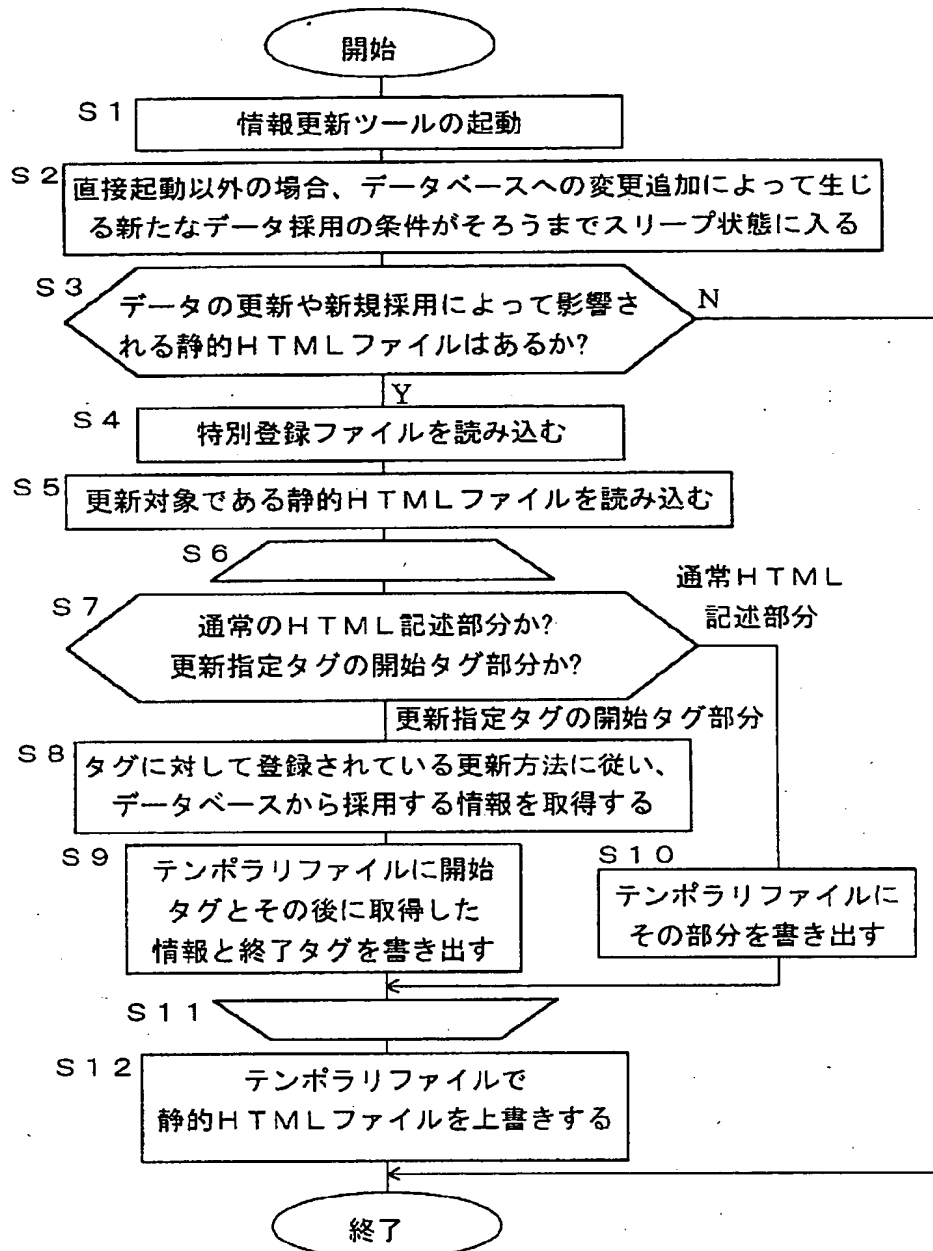 開始
S1
情報更新ツールの起動
S2
直接起動以外の場合、データベースへの変更追加によって生じ
る新たなデータ採用の条件がそろうまでスリープ状態に入る
S3
データの更新や新規採用によって影響さ
れる静的HTMLファイルはあるか?
N
Y
S4
特別登録ファイルを読み込む
S5
更新対象である静的HTMLファイルを読み込む
S6
S7
通常のHTML記述部分か?
更新指定タグの開始タグ部分か?
通常HTML
記述部分
更新指定タグの開始タグ部分
S8
タグに対して登録されている更新方法に従い、
データベースから採用する情報を取得する
S9
テンポラリファイルに開始
タグとその後に取得した
情報と終了タグを書き出す
S10
テンポラリファイルに
その部分を書き出す
S11
S12
テンポラリファイルで
静的HTMLファイルを上書きする
終了